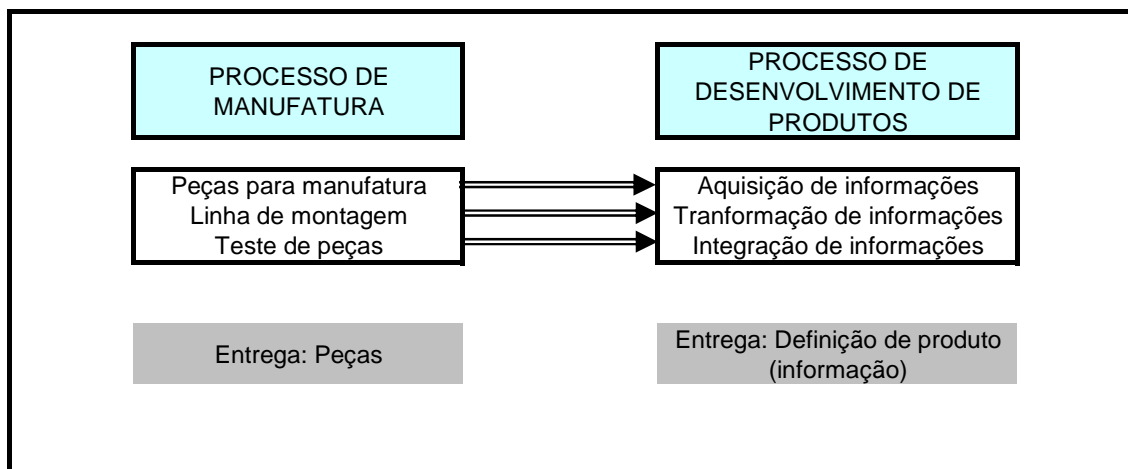 PROCESSO DE
MANUFATURA
PROCESSO DE
DESENVOLVIMENTO DE
PRODUTOS
Peças para manufatura
Linha de montagem
Teste de peças
Aquisição de informações
Tranformação de informações
Integração de informações
Entrega: Peças
Entrega: Definição de produto
(informação)